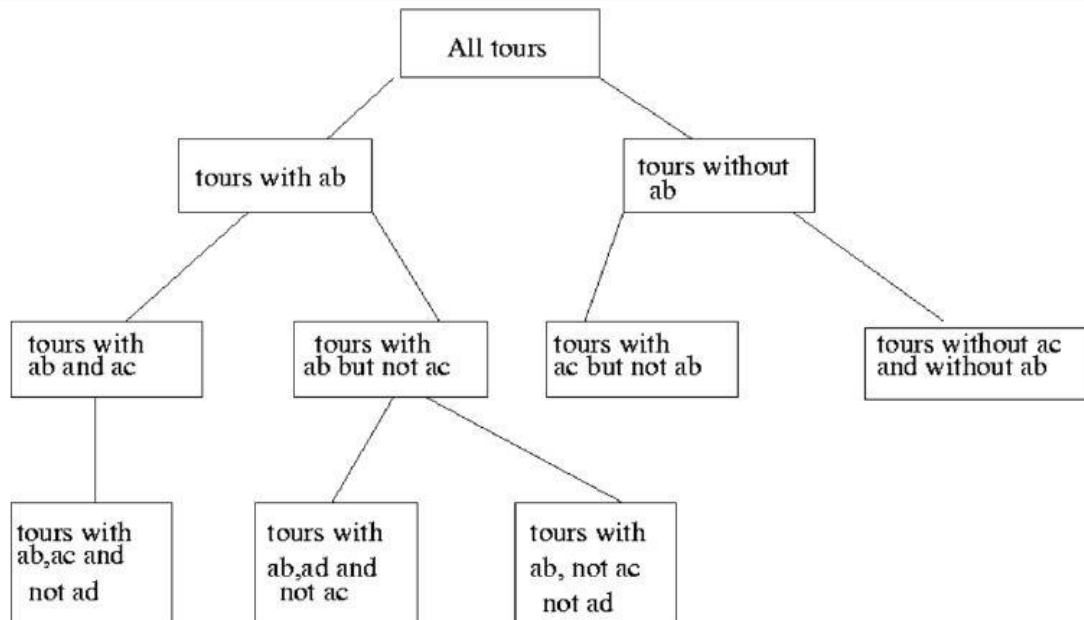 All tours
tours with ab
tours without
ab
tours with
ab and ac
tours with
ab but not ac
tours with
ac but not ab
tours without ac
and without ab
tours with
ab,ac and
not ad
tours with
ab,ad and
not ac
tours with
ab, not ac
not ad